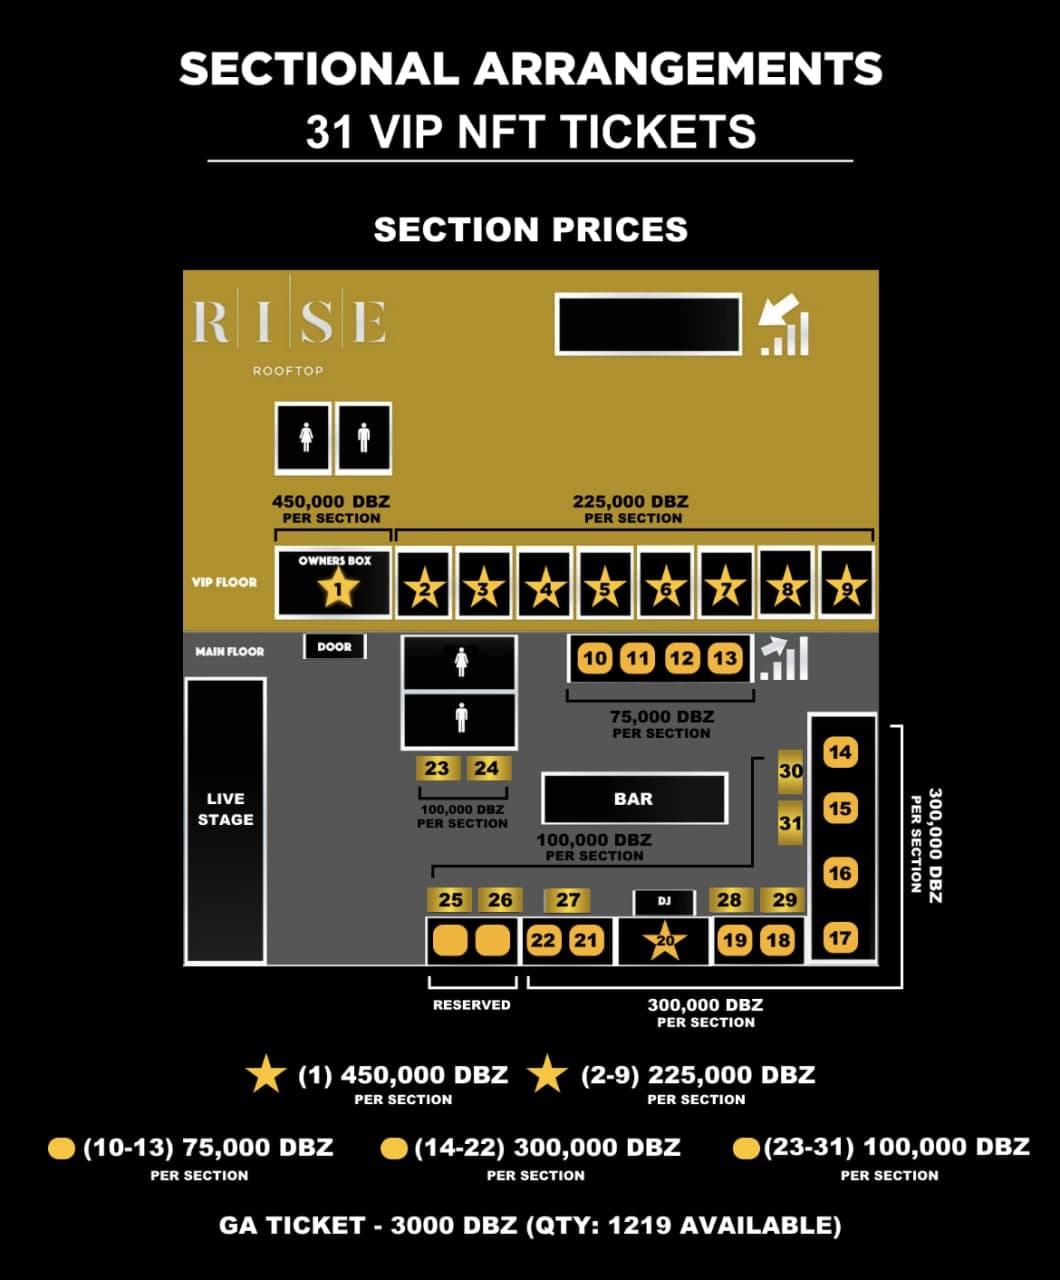 SECTIONAL ARRANGEMENTS
31 VIP NFT TICKETS
SECTION PRICES
R|I|S|E
ROOFTOP
450,000 DBZ
PER SECTION
225,000 DBZ
PER SECTION
VIP FLOOR
OWNERS BOX
1
2
3
4
5
6
7
8
9
MAIN FLOOR
DOOR
10
11
12
13
75,000 DBZ
PER SECTION
LIVE
STAGE
23
24
100,000 DBZ
PER SECTION
BAR
100,000 DBZ
PER SECTION
30
31
14
15
16
17
300,000 DBZ
PER SECTION
25
26
27
DJ
28
29
22
21
20
19
18
RESERVED
300,000 DBZ
PER SECTION
(1) 450,000 DBZ
PER SECTION
(2-9) 225,000 DBZ
PER SECTION
(10-13) 75,000 DBZ
PER SECTION
(14-22) 300,000 DBZ
PER SECTION
(23-31) 100,000 DBZ
PER SECTION
GA TICKET - 3000 DBZ (QTY: 1219 AVAILABLE)